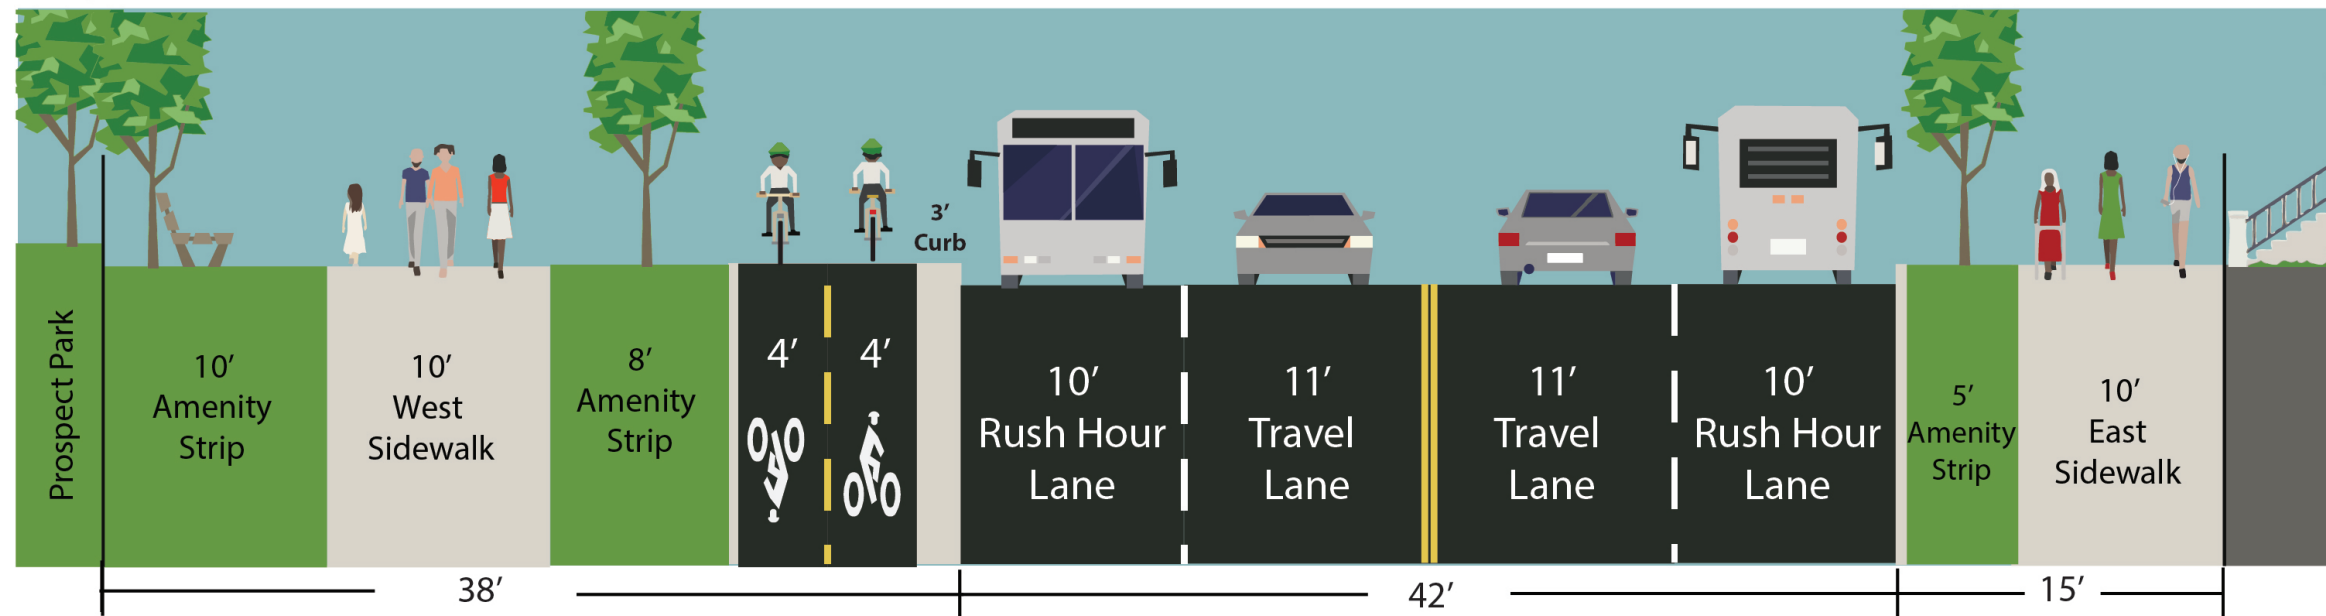 Prospect Park
10’
Amenity
Strip
10’
West
Sidewalk
8’
Amenity
Strip
4’
4’
3’
Curb
10’
Rush Hour
Lane
11’
Travel
Lane
11’
Travel
Lane
10’
Rush Hour
Lane
5’
Amenity
Strip
10’
East
Sidewalk
38’
42’
15’